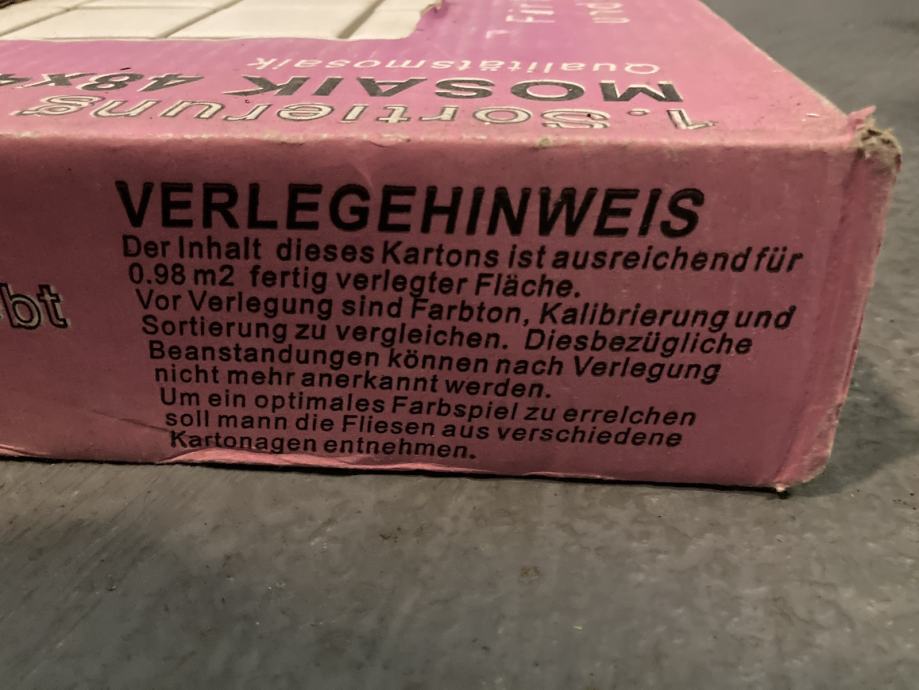 Qualitätsmosaik
MOSAIK 48x4
1. Sortierung
VERLEGEHINWEIS
Der Inhalt dieses Kartons ist ausreichend für
0.98 m2 fertig verlegter Fläche.
Vor Verlegung sind Farbton, Kalibrierung und
Sortierung zu vergleichen. Diesbezügliche
Beanstandungen können nach Verlegung
nicht mehr anerkannt werden.
Um ein optimales Farbspiel zu erreichen
soll mann die Fliesen aus verschiedene
Kartonagen entnehmen.
bt